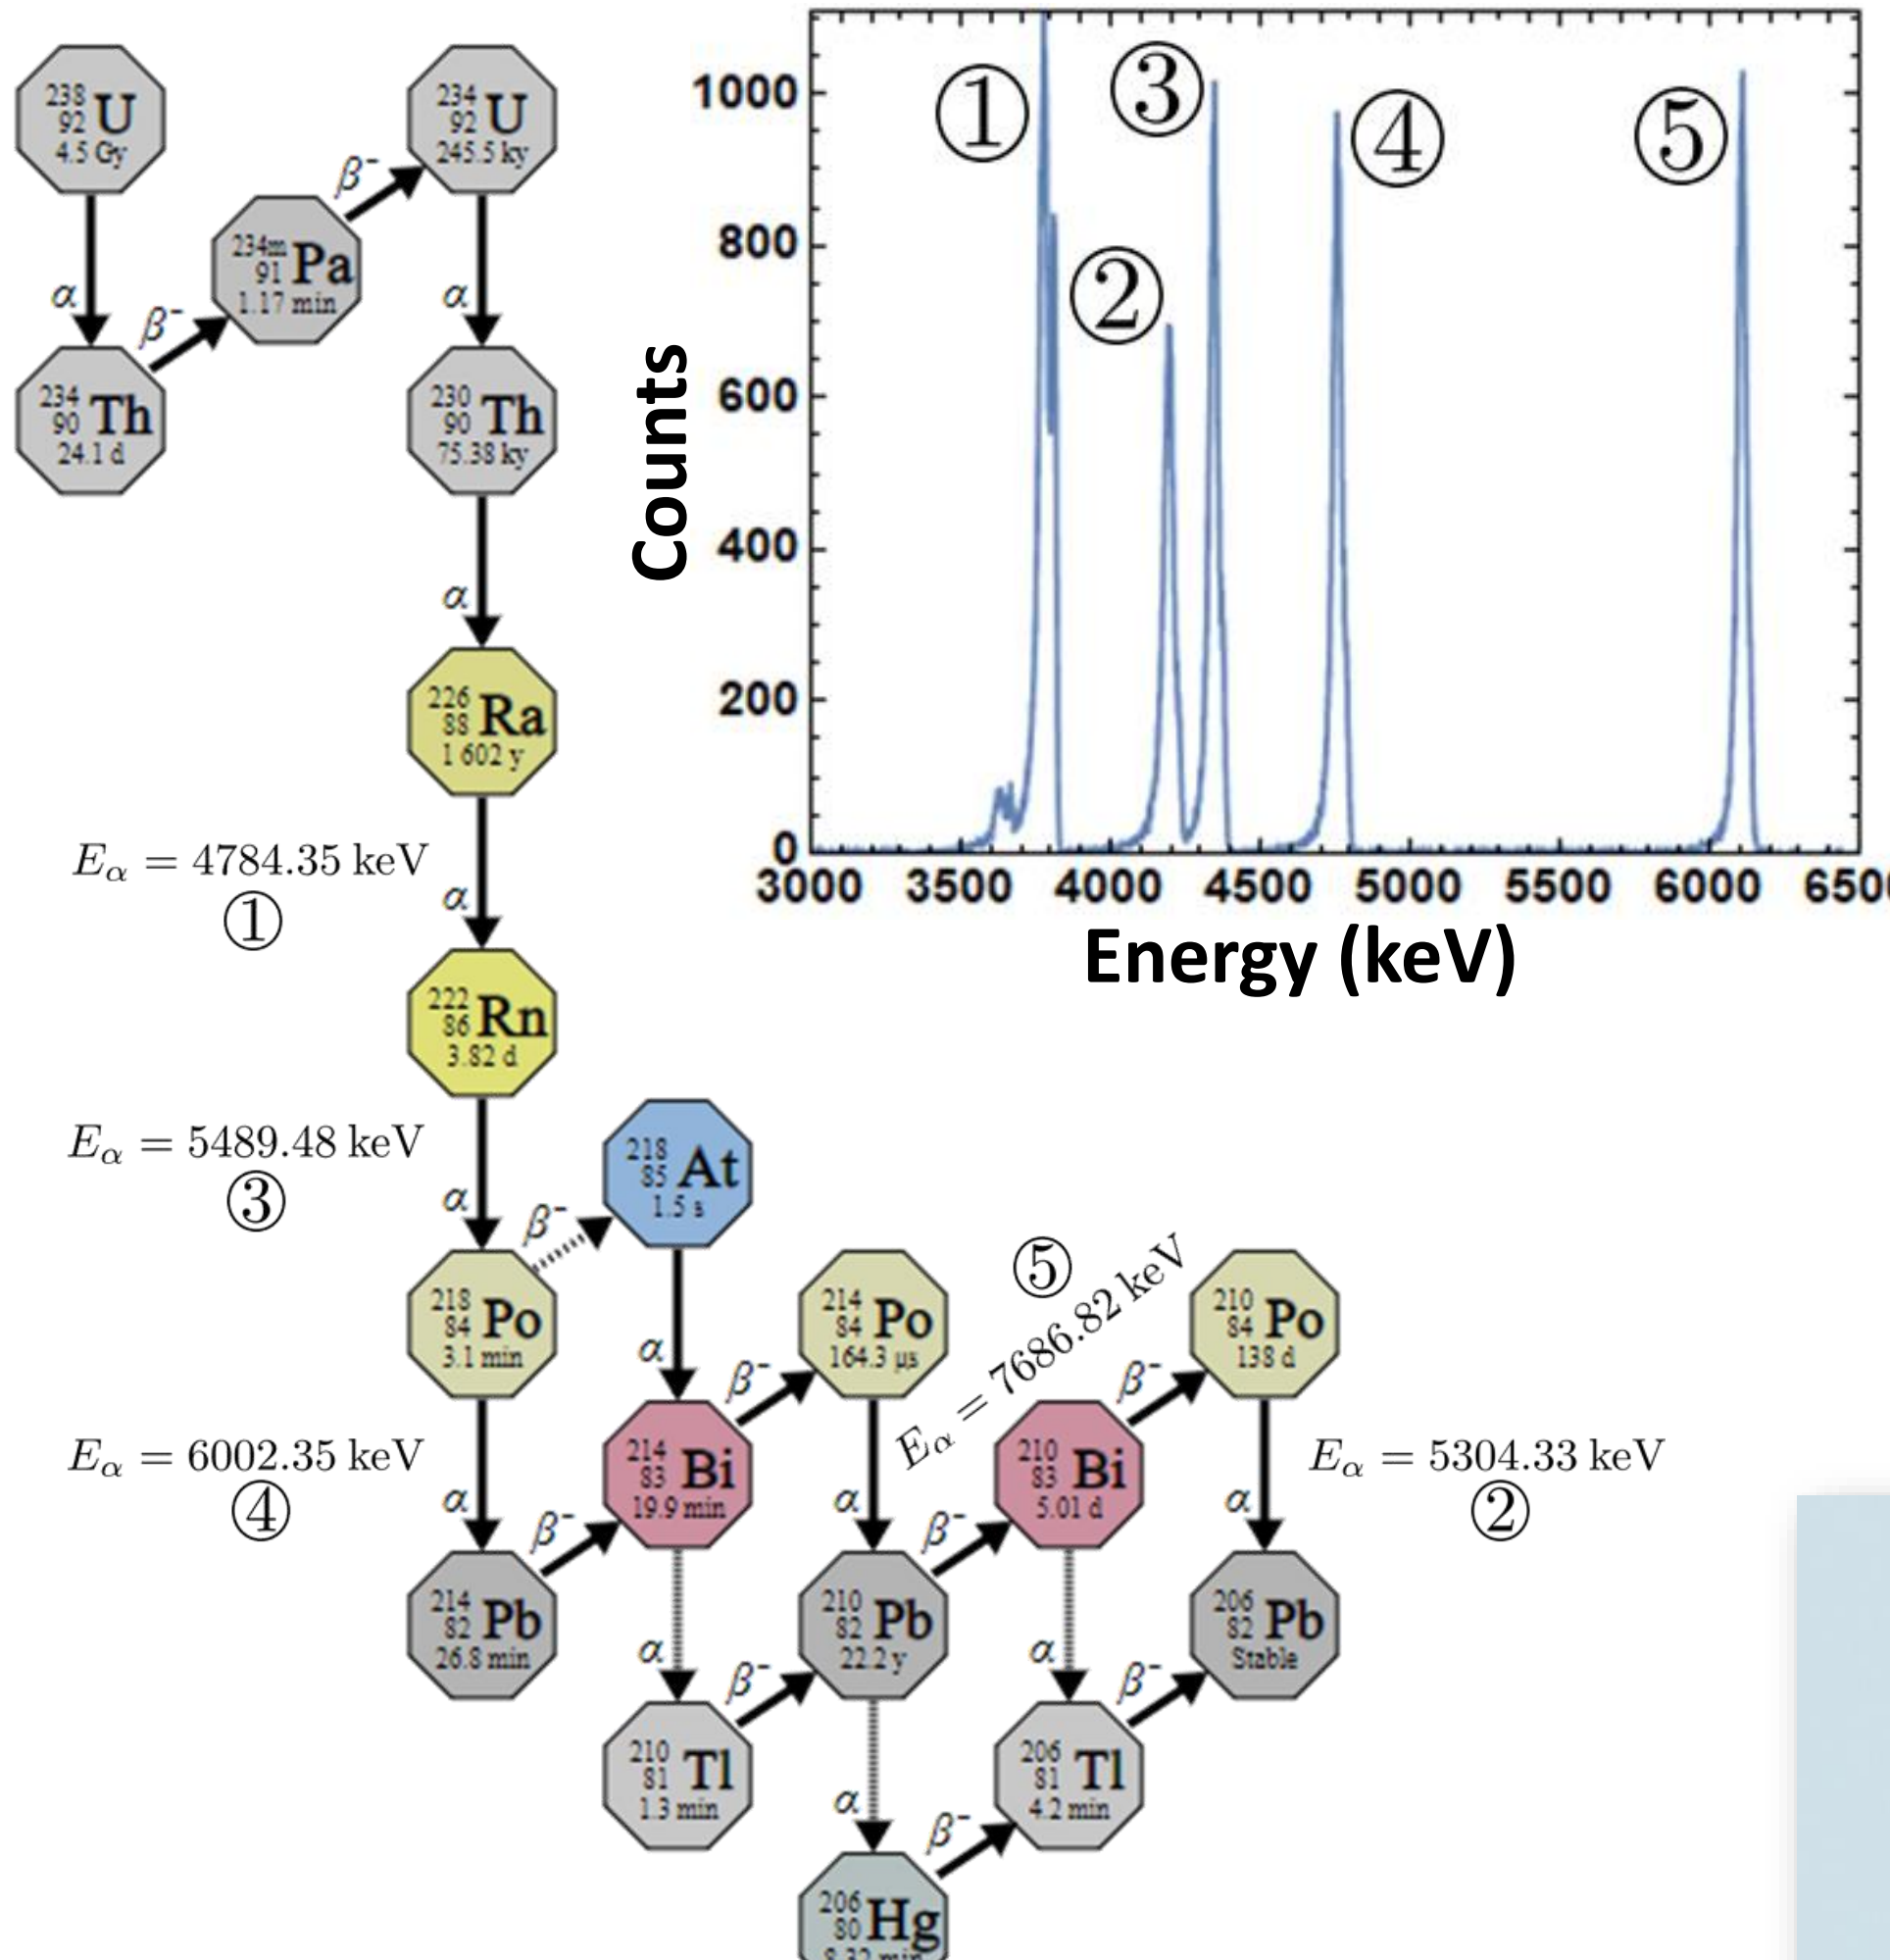 238
92 U
4.5 Gy
234
92 U
245.5 ky
β⁻
234m
91 Pa
1.17 min
α
β⁻
α
234
90 Th
24.1 d
230
90 Th
75.38 ky
α
226
88 Ra
1 602 y
Eα = 4784.35 keV
①
α
222
86 Rn
3.82 d
Eα = 5489.48 keV
③
α
β⁻
218
85 At
1.5 s
218
84 Po
3.1 min
α
β⁻
214
84 Po
164.3 µs
⑤
Eα = 7686.82 keV
β⁻
210
84 Po
138 d
Eα = 6002.35 keV
④
α
β⁻
214
83 Bi
19.9 min
α
β⁻
210
83 Bi
5.01 d
α
Eα = 5304.33 keV
②
214
82 Pb
26.8 min
α
β⁻
210
82 Pb
22.2 y
α
β⁻
206
82 Pb
Stable
210
81 Tl
1.3 min
α
β⁻
206
81 Tl
4.2 min
206
80 Hg
8.32 min
Counts
1000
800
600
400
200
0
①
②
③
④
⑤
3000 3500 4000 4500 5000 5500 6000 650
Energy (keV)